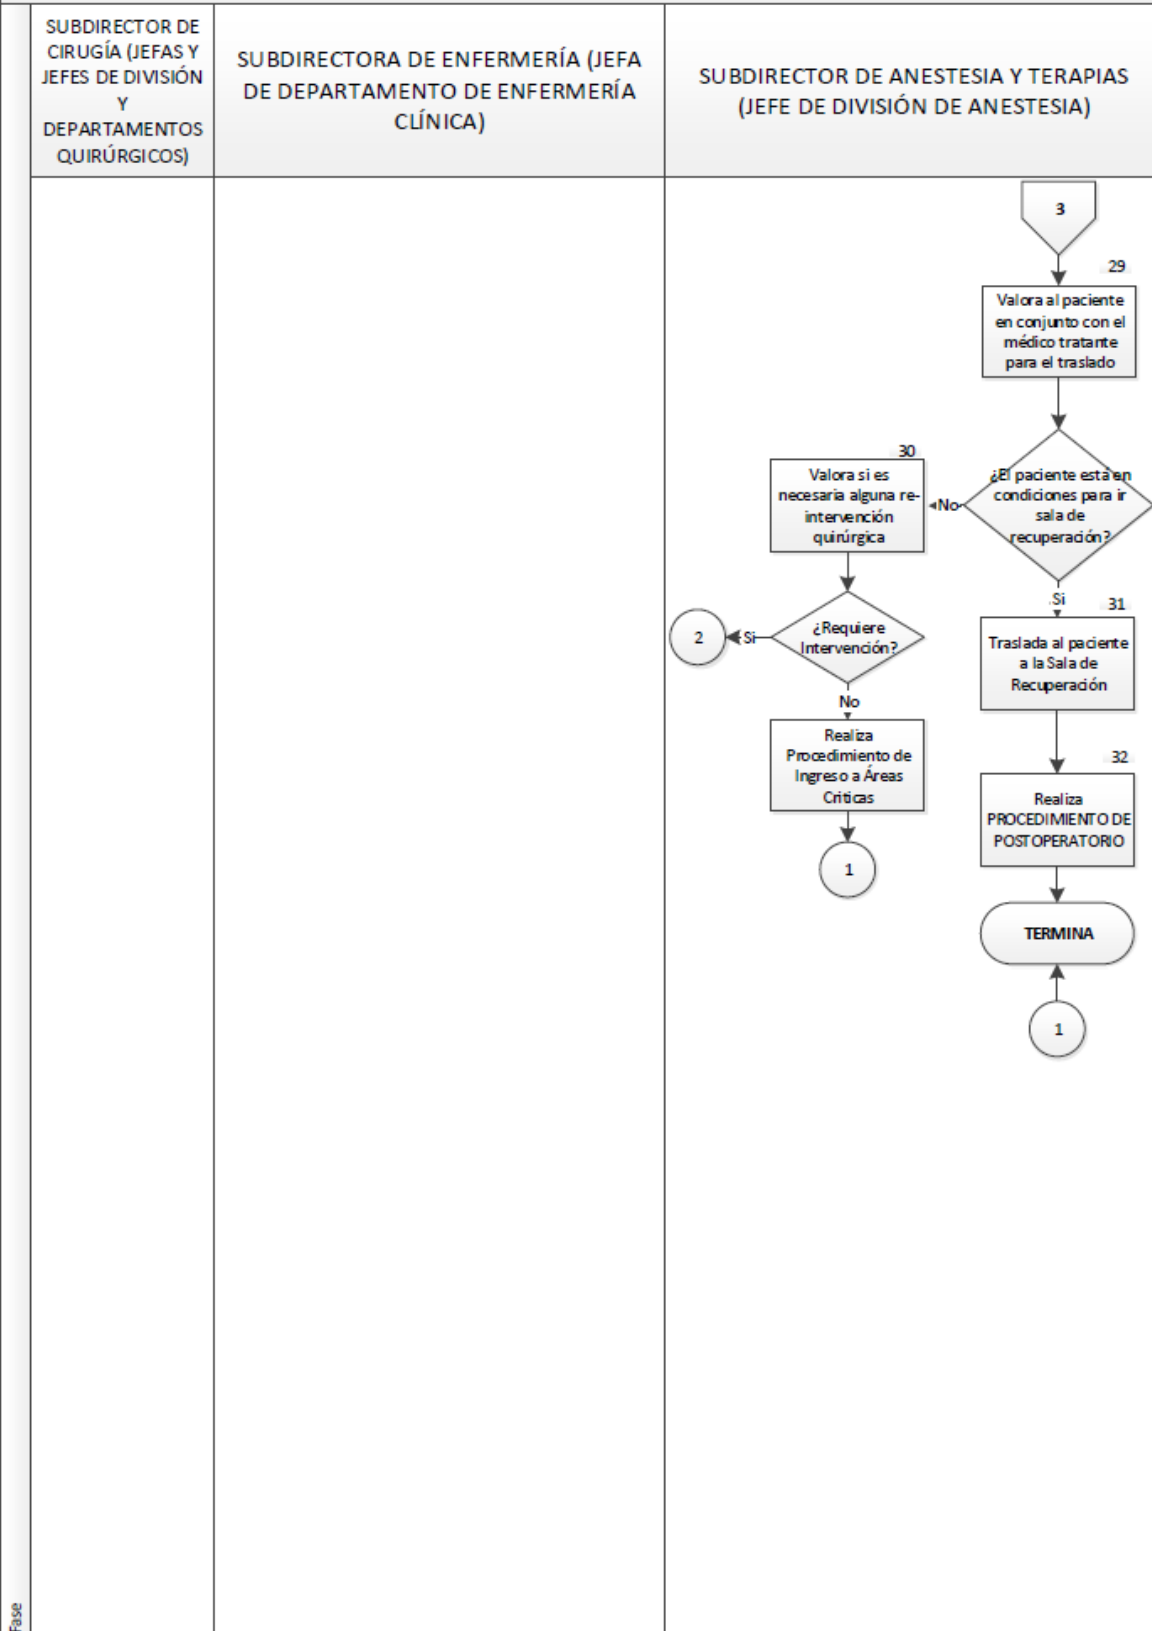 SUBDIRECTOR DE
CIRUGÍA (JEFAS Y
JEFES DE DIVISIÓN
Y
DEPARTAMENTOS
QUIRÚRGICOS)
SUBDIRECTORA DE ENFERMERÍA (JEFA
DE DEPARTAMENTO DE ENFERMERÍA
CLÍNICA)
SUBDIRECTOR DE ANESTESIA Y TERAPIAS
(JEFE DE DIVISIÓN DE ANESTESIA)
3
29
Valora al paciente
en conjunto con el
médico tratante
para el traslado
¿El paciente está en
condiciones para ir
sala de
recuperación?
No
30
Valora si es
necesaria alguna re-
intervención
quirúrgica
¿Requiere
Intervención?
Si
2
No
Realiza
Procedimiento de
Ingreso a Áreas
Criticas
1
.Si
31
Traslada al paciente
a la Sala de
Recuperación
32
Realiza
PROCEDIMIENTO DE
POSTOPERATORIO
TERMINA
1
Fase